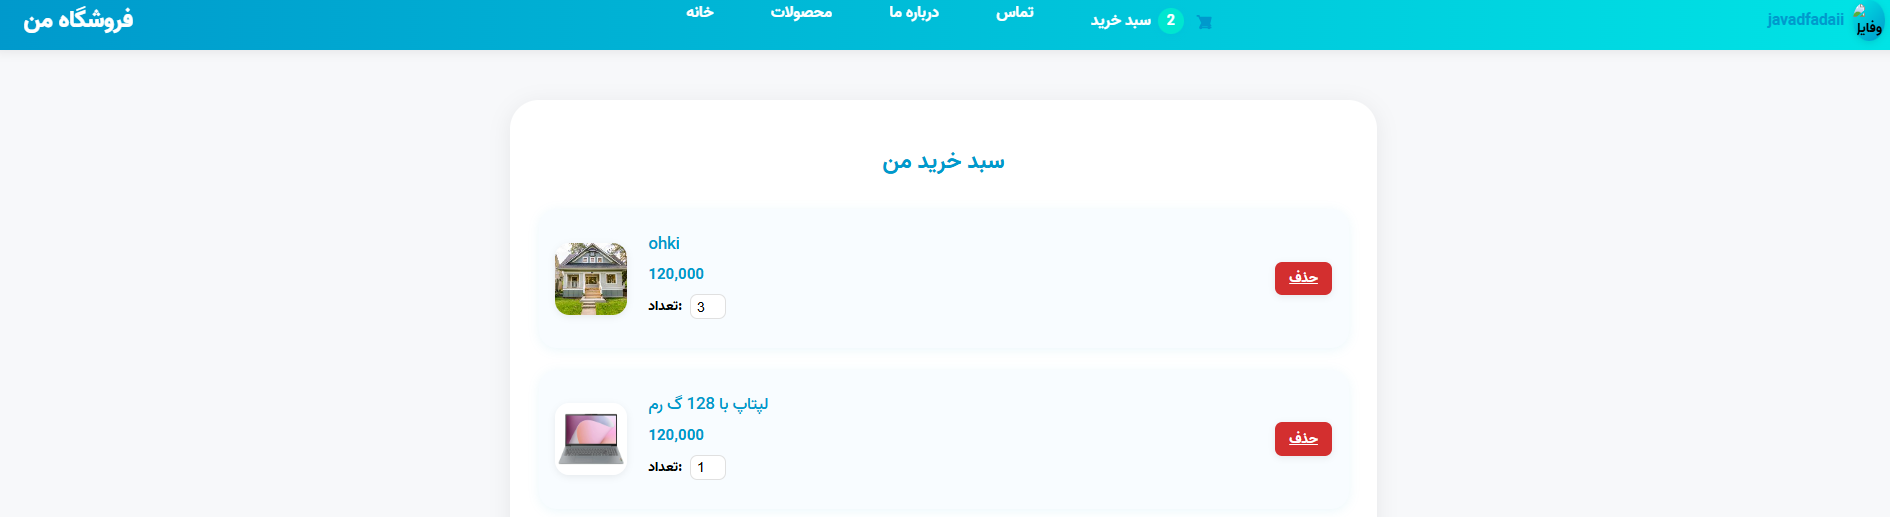 فروشگاه من
خانه
محصولات
درباره ما
تماس
سبد خرید 2
javadfadaii
وفایل
سبد خرید من
ohki
120,000
تعداد: 3
حذف
لپتاپ با 128 گ رم
120,000
تعداد: 1
حذف